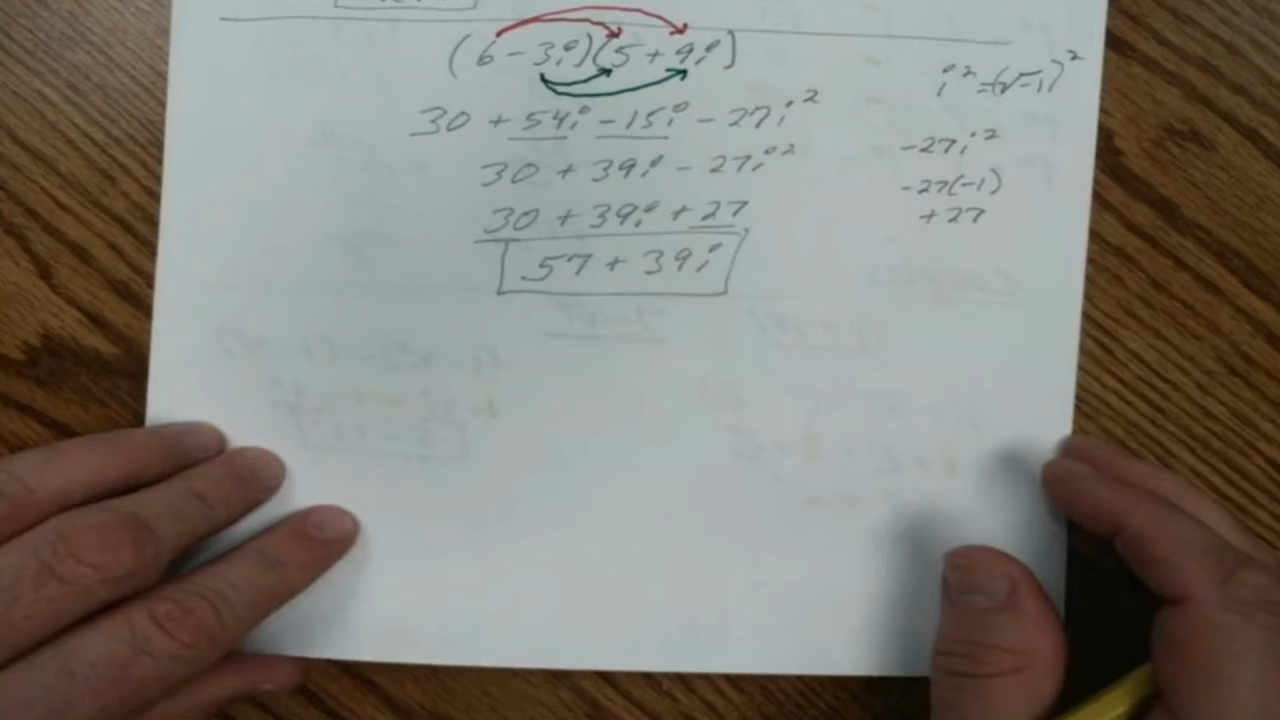 (6 - 3i)(5 + 9i)
30 + 54i - 15i - 27i²
30 + 39i - 27i²
30 + 39i + 27
57 + 39i
i² = (√-1)²
-27i²
-27(-1)
+27